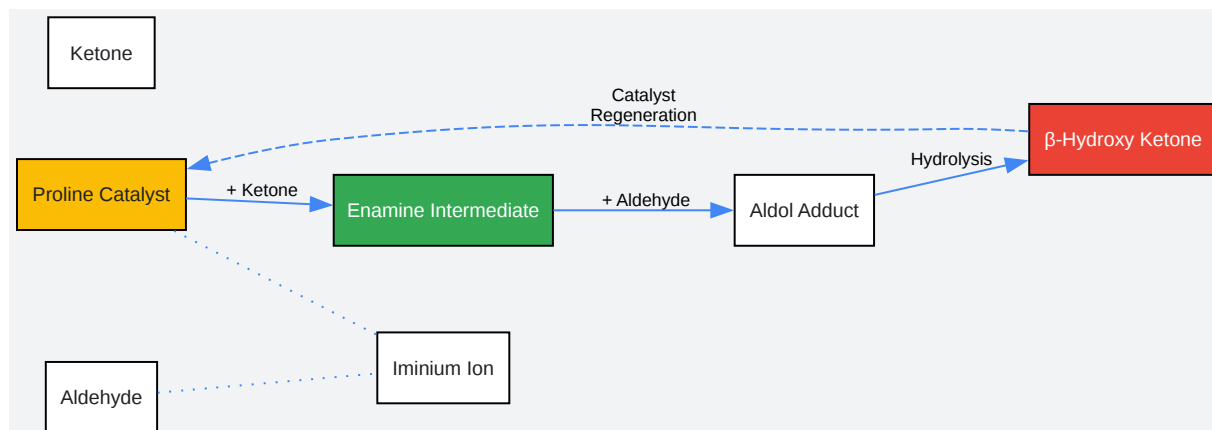 Ketone
Catalyst
Regeneration
β-Hydroxy Ketone
Hydrolysis
Proline Catalyst
+ Ketone
Enamine Intermediate
+ Aldehyde
Aldol Adduct
Iminium Ion
Aldehyde